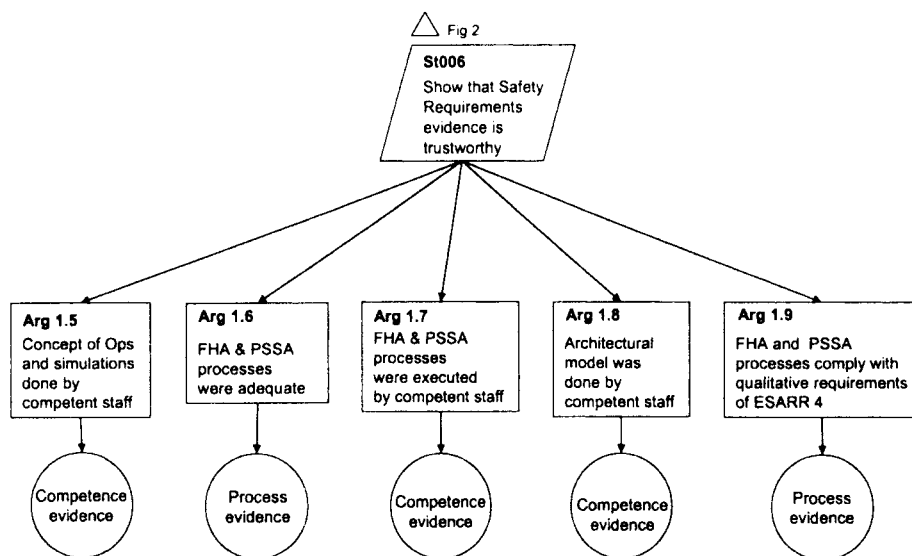 Fig 2
St006
Show that Safety
Requirements
evidence is
trustworthy
Arg 1.5
Concept of Ops
and simulations
done by
competent staff
Arg 1.6
FHA & PSSA
processes
were adequate
Arg 1.7
FHA & PSSA
processes
were executed
by competent staff
Arg 1.8
Architectural
model was
done by
competent staff
Arg 1.9
FHA and PSSA
processes comply with
qualitative requirements
of ESARR 4
Competence
evidence
Process
evidence
Competence
evidence
Competence
evidence
Process
evidence